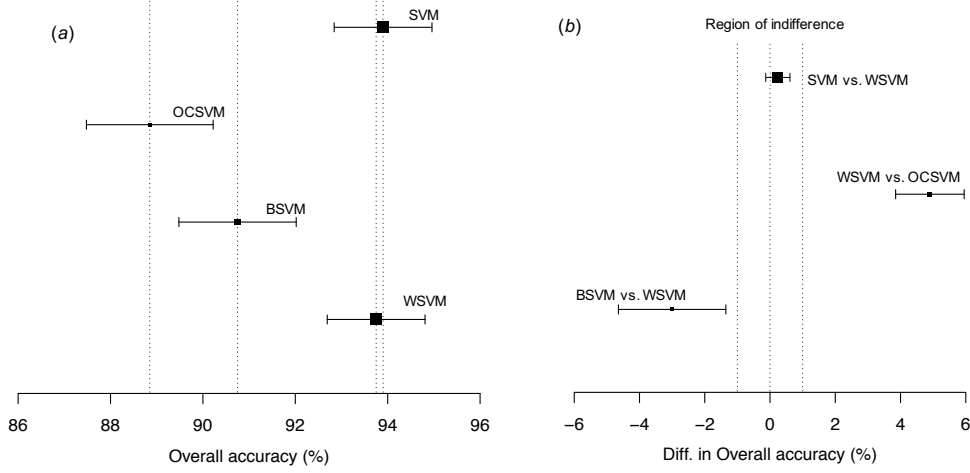 (a)
SVM
OCSVM
BSVM
WSVM
86 88 90 92 94 96
Overall accuracy (%)
(b)
Region of indifference
SVM vs. WSVM
WSVM vs. OCSVM
BSVM vs. WSVM
−6 −4 −2 0 2 4 6
Diff. in Overall accuracy (%)